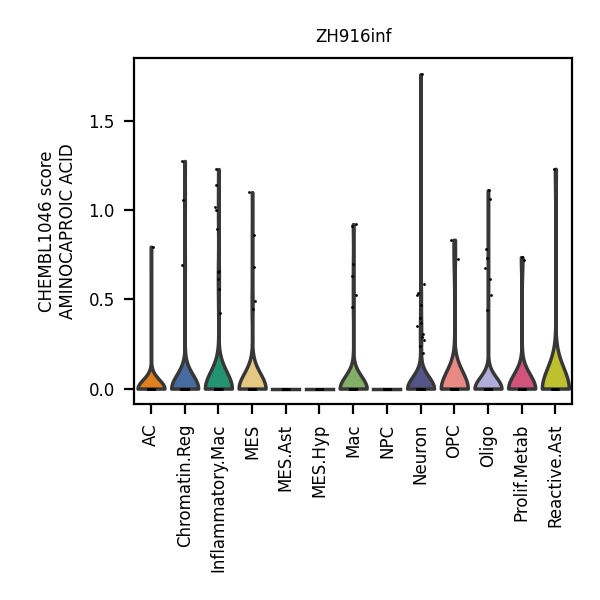 ZH916inf
CHEMBL1046 score
AMINOCAPROIC ACID
1.5
1.0
0.5
0.0
AC
Chromatin.Reg
Inflammatory.Mac
MES
MES.Ast
MES.Hyp
Mac
NPC
Neuron
OPC
Oligo
Prolif.Metab
Reactive.Ast